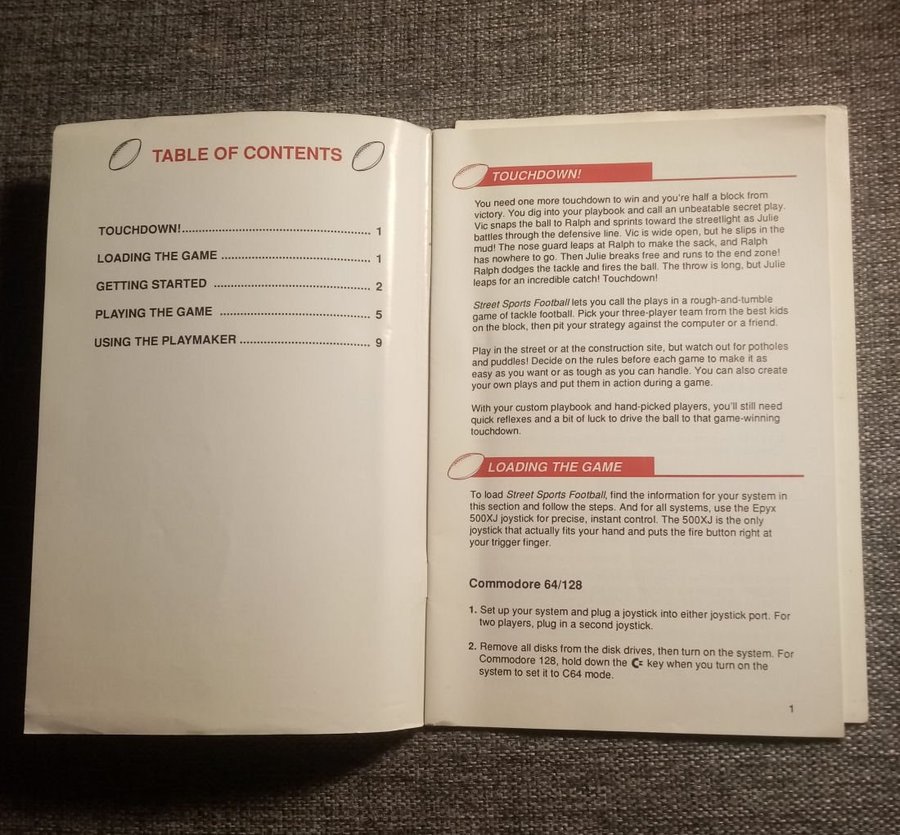 TABLE OF CONTENTS
TOUCHDOWN!.................................................... 1
LOADING THE GAME ........................................ 1
GETTING STARTED .......................................... 2
PLAYING THE GAME ......................................... 5
USING THE PLAYMAKER ................................... 9
TOUCHDOWN!
You need one more touchdown to win and you're half a block from
victory. You dig into your playbook and call an unbeatable secret play.
Vic snaps the ball to Ralph and sprints toward the streetlight as Julie
battles through the defensive line. Vic is wide open, but he slips in the
mud! The nose guard leaps at Ralph to make the sack, and Ralph
has nowhere to go. Then Julie breaks free and runs to the end zone!
Ralph dodges the tackle and fires the ball. The throw is long, but Julie
leaps for an incredible catch! Touchdown!
Street Sports Football lets you call the plays in a rough-and-tumble
game of tackle football. Pick your three-player team from the best kids
on the block, then pit your strategy against the computer or a friend.
Play in the street or at the construction site, but watch out for potholes
and puddles! Decide on the rules before each game to make it as
easy as you want or as tough as you can handle. You can also create
your own plays and put them in action during a game.
With your custom playbook and hand-picked players, you'll still need
quick reflexes and a bit of luck to drive the ball to that game-winning
touchdown.
LOADING THE GAME
To load Street Sports Football, find the information for your system in
this section and follow the steps. And for all systems, use the Epyx
500XJ joystick for precise, instant control. The 500XJ is the only
joystick that actually fits your hand and puts the fire button right at
your trigger finger.
Commodore 64/128
1. Set up your system and plug a joystick into either joystick port. For
two players, plug in a second joystick.
2. Remove all disks from the disk drives, then turn on the system. For
Commodore 128, hold down the C= key when you turn on the
system to set it to C64 mode.
1